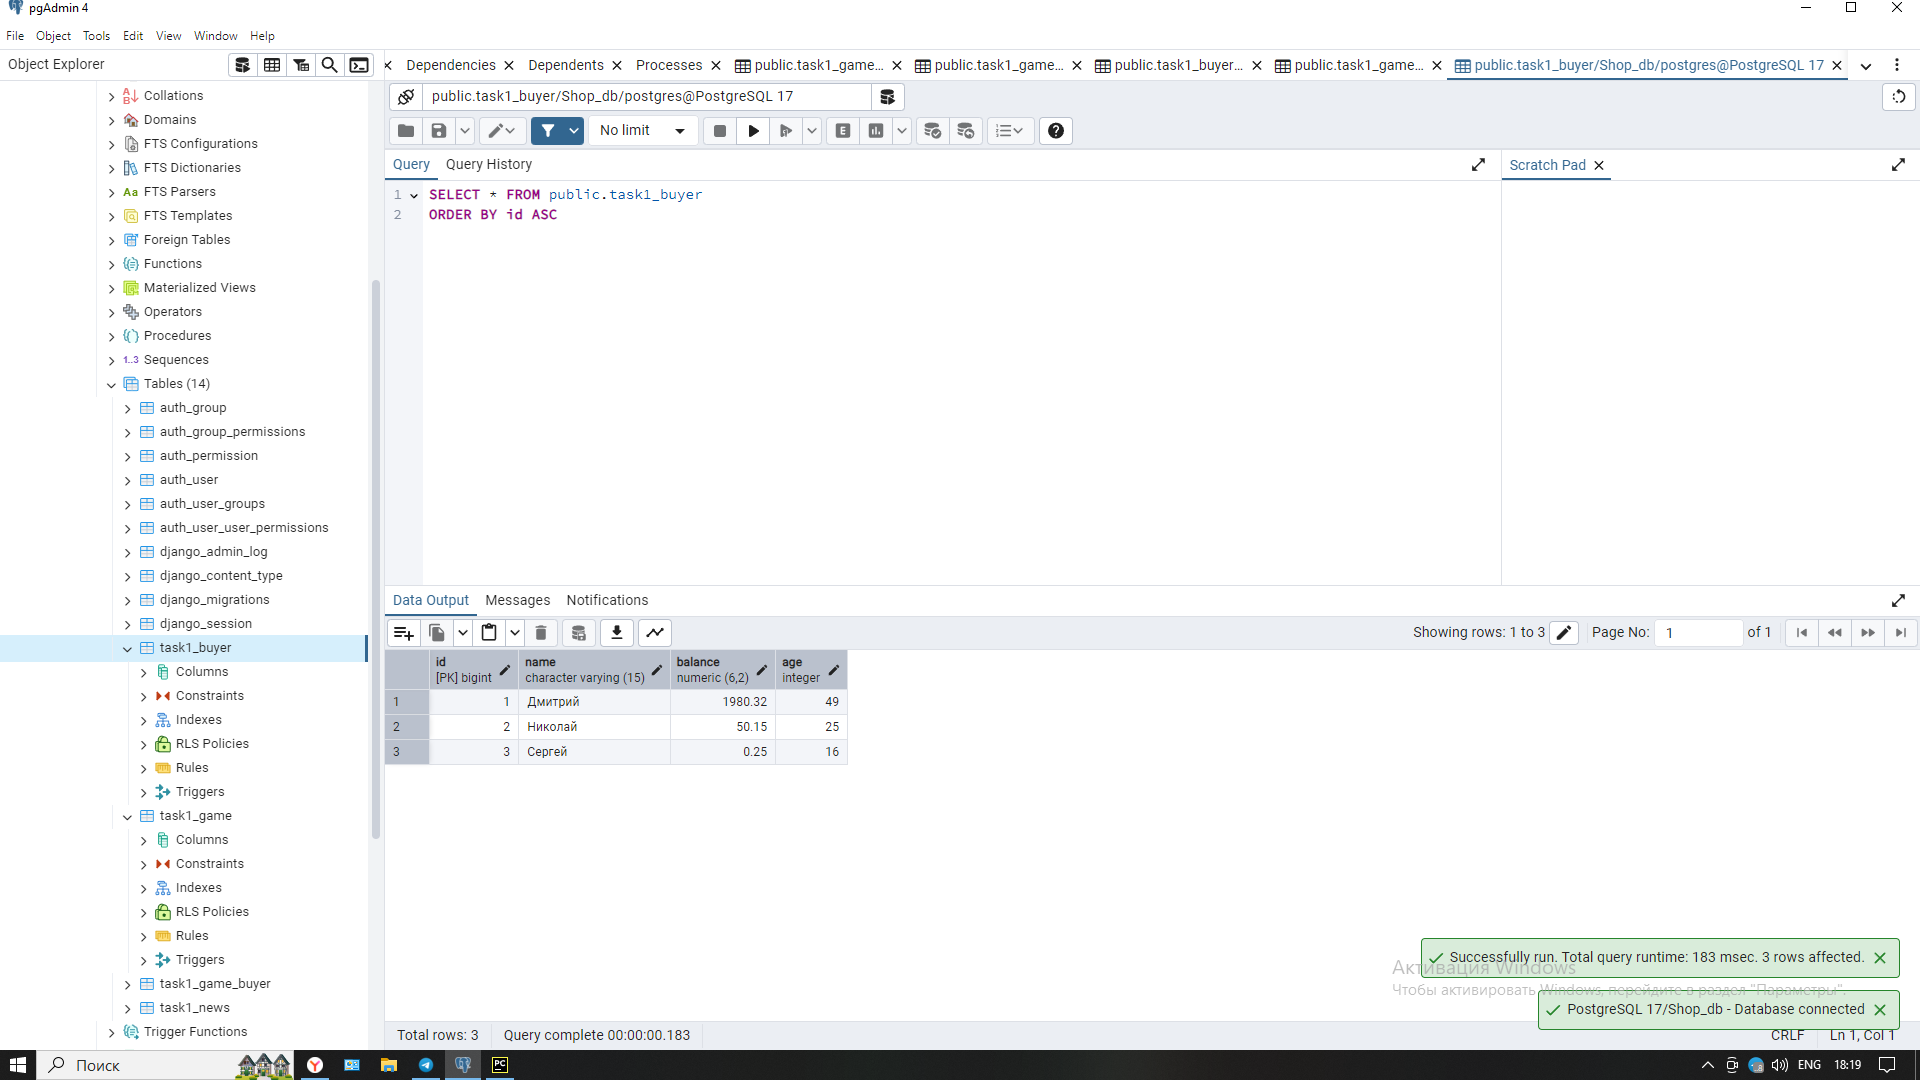 pgAdmin 4
File Object Tools Edit View Window Help
Object Explorer
Dependencies Dependents Processes public.task1_game... public.task1_game... public.task1_buyer... public.task1_game... public.task1_buyer/Shop_db/postgres@PostgreSQL 17
public.task1_buyer/Shop_db/postgres@PostgreSQL 17
No limit
E
Query Query History
Scratch Pad
1 SELECT * FROM public.task1_buyer
2 ORDER BY id ASC
Collations
Domains
FTS Configurations
FTS Dictionaries
Aa FTS Parsers
FTS Templates
Foreign Tables
Functions
Materialized Views
Operators
Procedures
1..3 Sequences
Tables (14)
auth_group
auth_group_permissions
auth_permission
auth_user
auth_user_groups
auth_user_user_permissions
django_admin_log
django_content_type
django_migrations
django_session
task1_buyer
Columns
Constraints
Indexes
RLS Policies
Rules
Triggers
task1_game
Columns
Constraints
Indexes
RLS Policies
Rules
Triggers
task1_game_buyer
task1_news
Trigger Functions
Data Output Messages Notifications
Showing rows: 1 to 3 Page No: 1 of 1
id name balance age
[PK] bigint character varying (15) numeric (6,2) integer
1 1 Дмитрий 1980.32 49
2 2 Николай 50.15 25
3 3 Сергей 0.25 16
Активация Windows
Чтобы активировать Windows, перейдите в раздел "Параметры".
Successfully run. Total query runtime: 183 msec. 3 rows affected.
PostgreSQL 17/Shop_db - Database connected
Total rows: 3 Query complete 00:00:00.183 CRLF Ln 1, Col 1
Поиск
PC
ENG 18:19